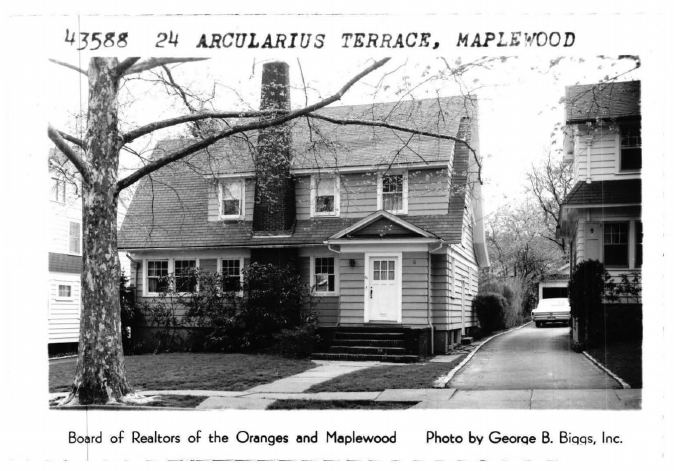 43588 24 ARCULARIUS TERRACE, MAPLEWOOD
Board of Realtors of the Oranges and Maplewood Photo by George B. Biggs, Inc.